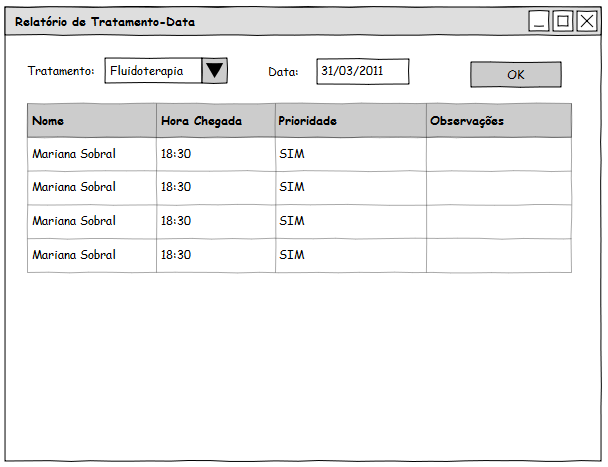 Relatório de Tratamento-Data
Tratamento: Fluidoterapia Data: 31/03/2011 OK
Nome Hora Chegada Prioridade Observações
Mariana Sobral 18:30 SIM
Mariana Sobral 18:30 SIM
Mariana Sobral 18:30 SIM
Mariana Sobral 18:30 SIM